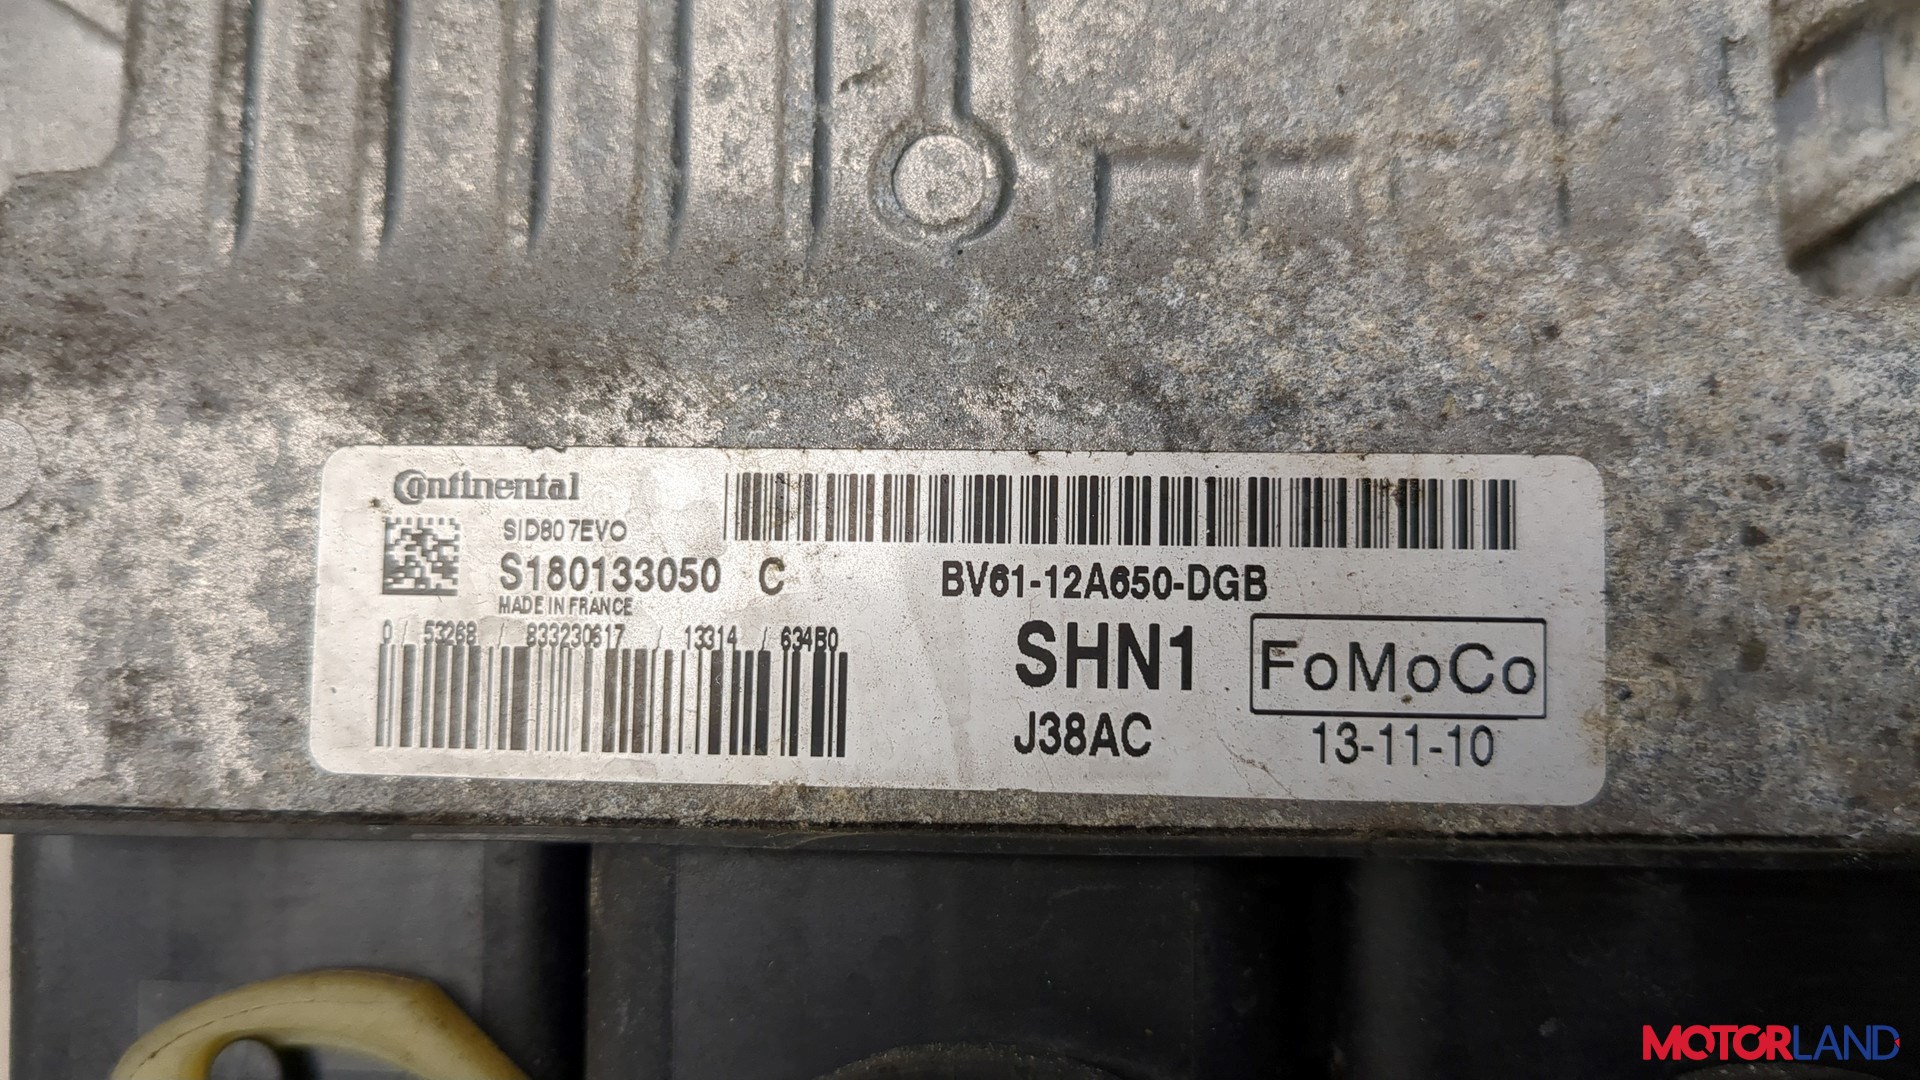 Continental
SID807EVO
S180133050 C
MADE IN FRANCE
0 / 53268 / 833230617 / 13314 / 634B0
BV61-12A650-DGB
SHN1
FoMoCo
J38AC
13-11-10
MOTORLAND